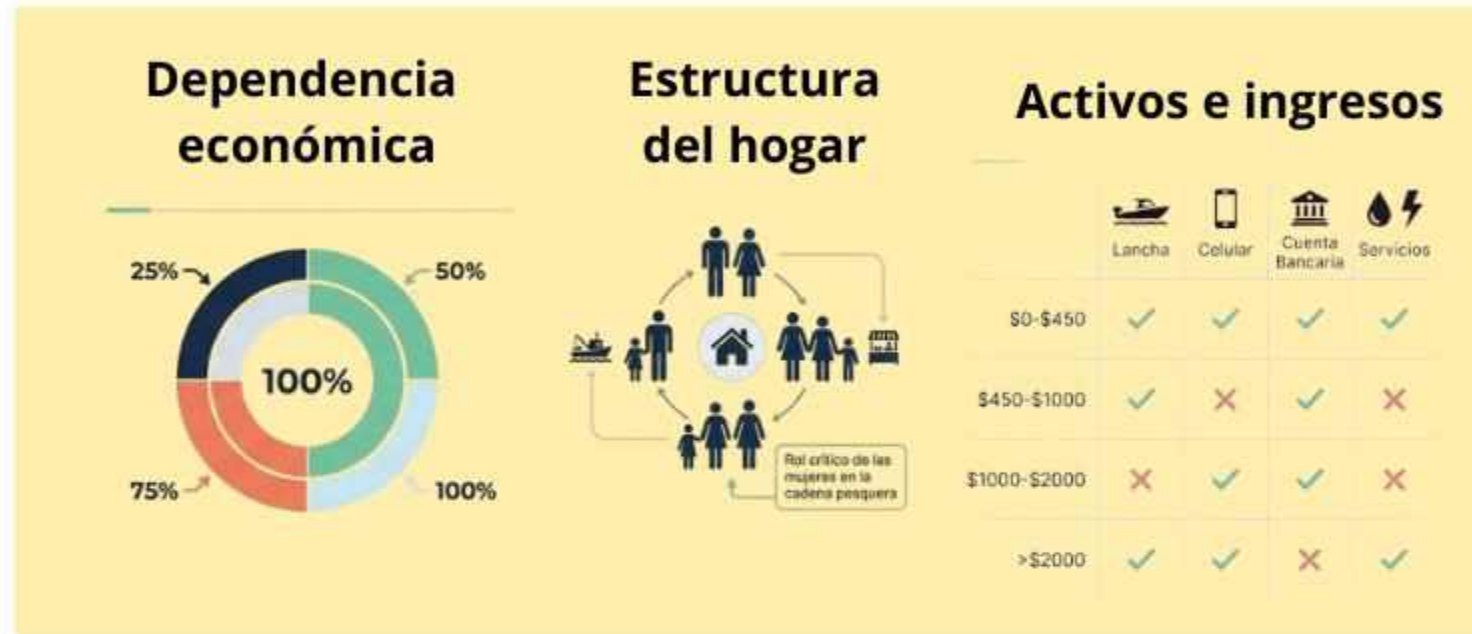 Dependencia
económica
25%
50%
100%
75%
100%
Estructura
del hogar
Rol crítico de las
mujeres en la
cadena pesquera
Activos e ingresos
Lancha
Celular
Cuenta
Bancaria
Servicios
$0-$450
$450-$1000
$1000-$2000
>$2000